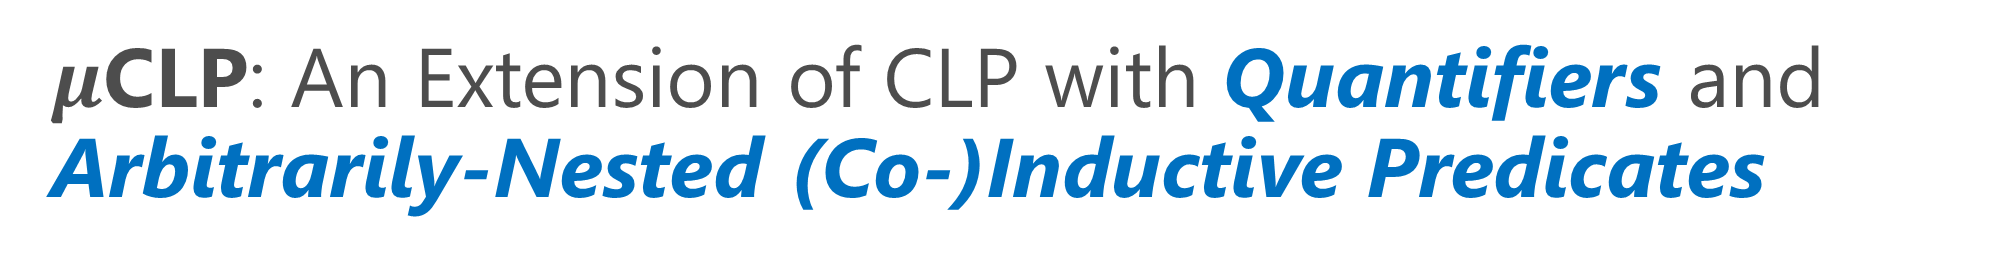 𝝁CLP: An Extension of CLP with Quantifiers and
Arbitrarily-Nested (Co-)Inductive Predicates